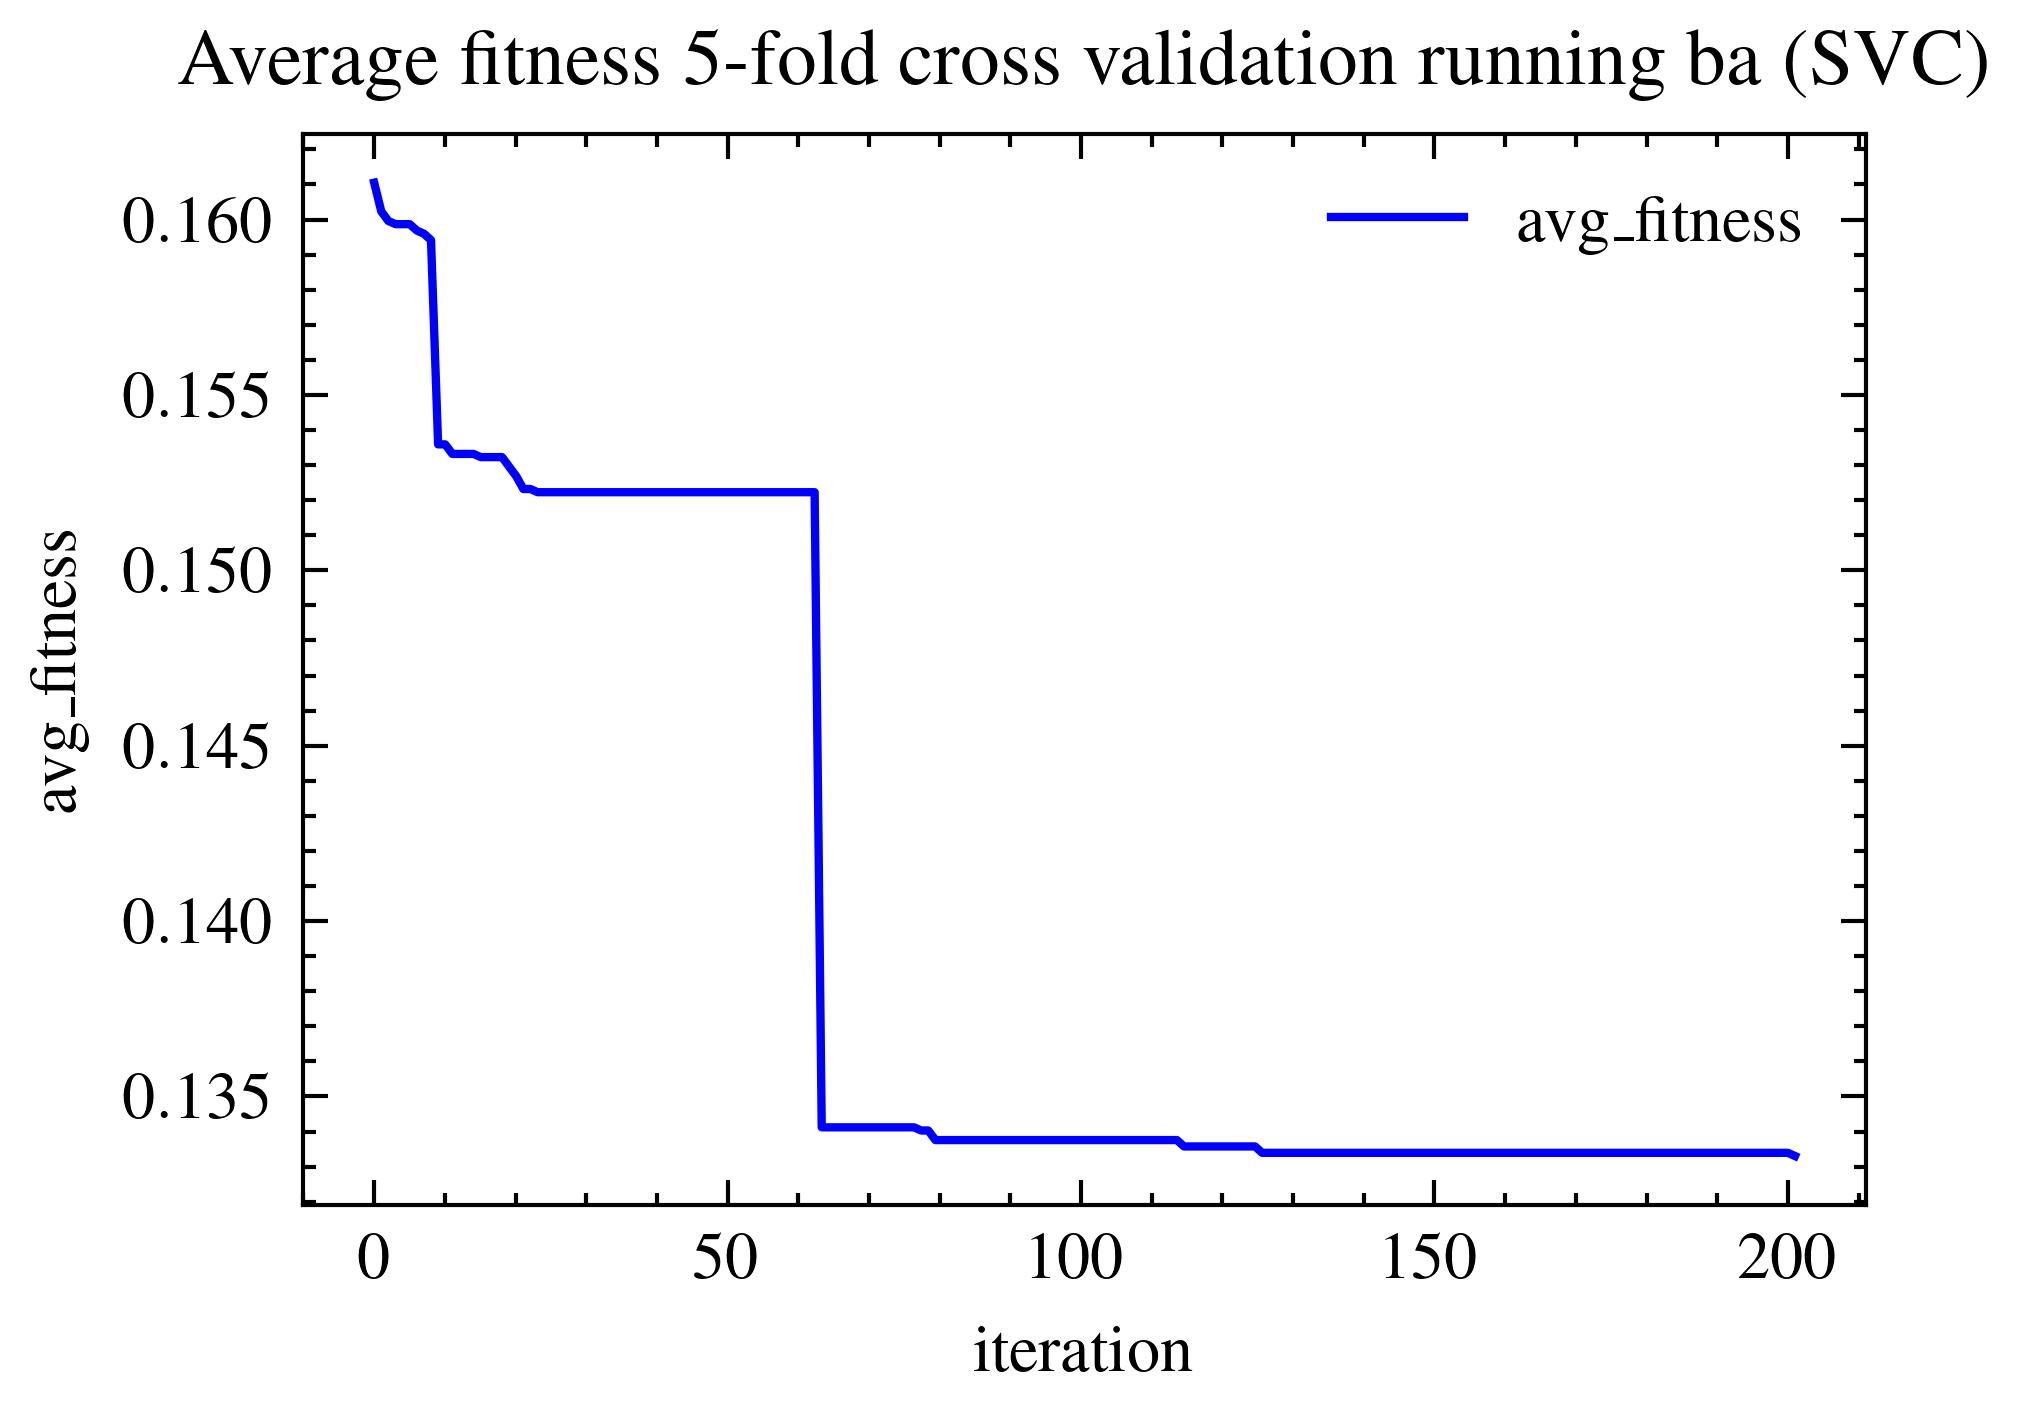 Average fitness 5-fold cross validation running ba (SVC)
avg_fitness
0.160
0.155
0.150
0.145
0.140
0.135
avg_fitness
0
50
100
150
200
iteration